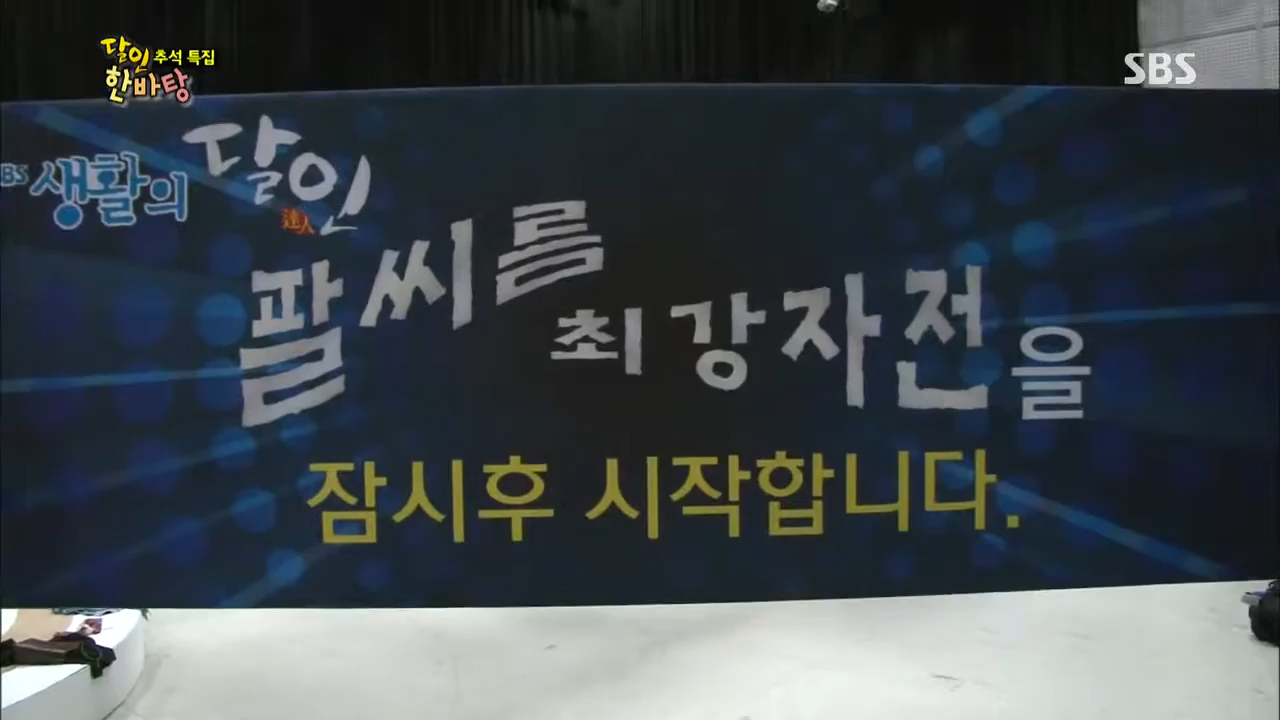 달인 추석 특집
한바탕
SBS
BS 생활의 달인
達人
팔씨름
최강자전을
잠시후 시작합니다.